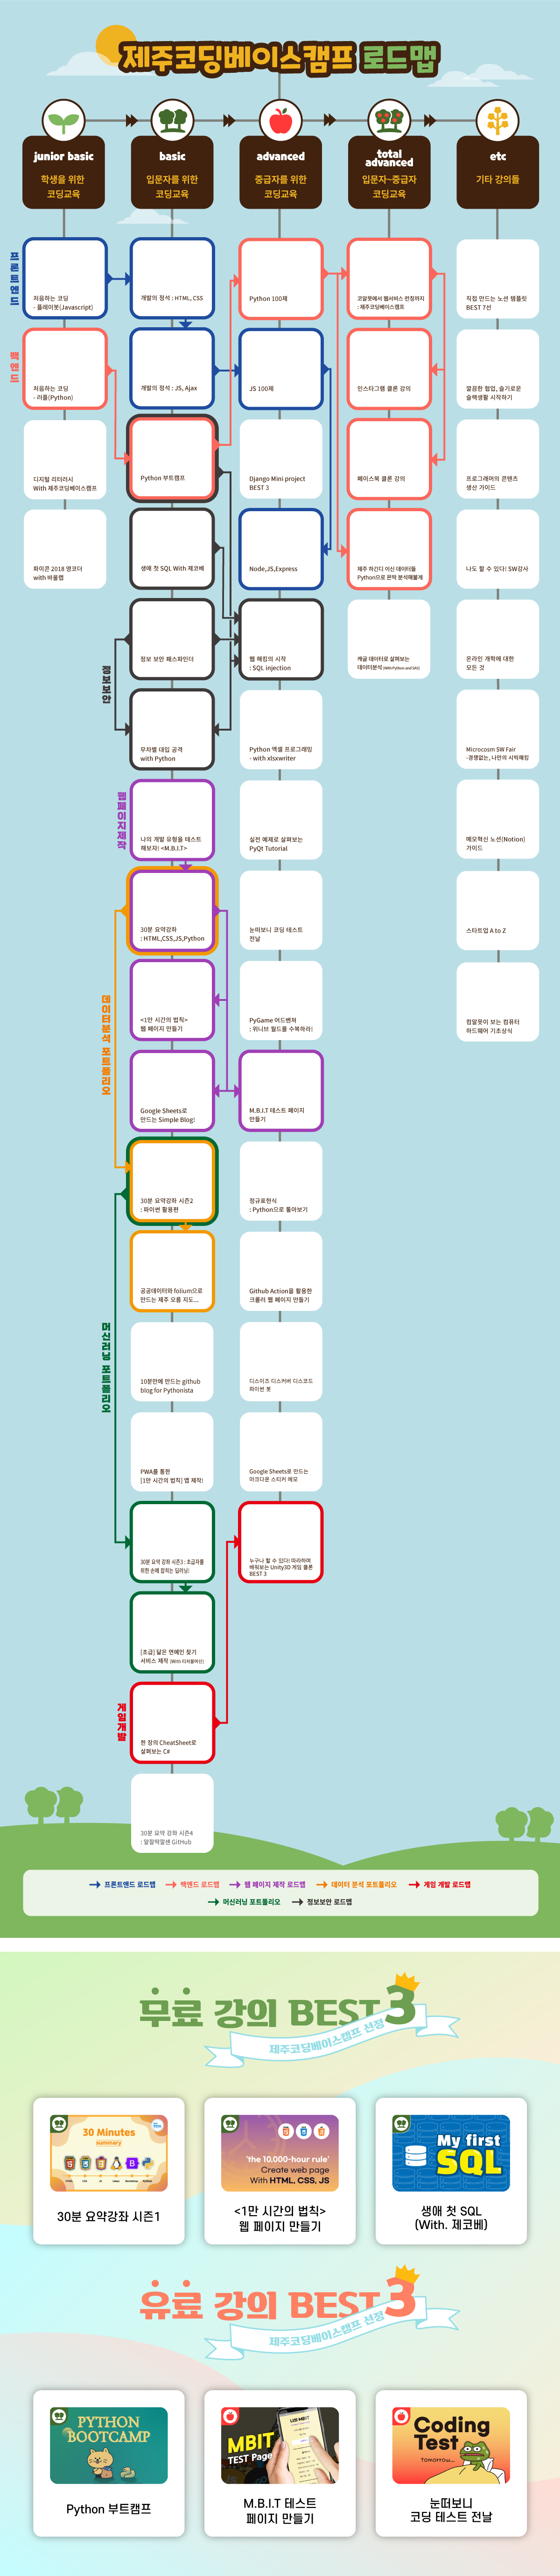 제주코딩베이스캠프 로드맵
junior basic
학생을 위한
코딩교육
basic
입문자를 위한
코딩교육
advanced
중급자를 위한
코딩교육
total
advanced
입문자~중급자
코딩교육
etc
기타 강의들
프론트엔드
처음하는 코딩
- 플레이봇(Javascript)
개발의 정석 : HTML, CSS
Python 100제
코알못에서 웹서비스 런칭까지
: 제주코딩베이스캠프
직접 만드는 노션 템플릿
BEST 7선
백엔드
처음하는 코딩
- 러플(Python)
개발의 정석 : JS, Ajax
JS 100제
인스타그램 클론 강의
깔끔한 협업, 슬기로운
슬랙생활 시작하기
디지털 리터러시
With 제주코딩베이스캠프
Python 부트캠프
Django Mini project
BEST 3
페이스북 클론 강의
프로그래머의 콘텐츠
생산 가이드
파이콘 2018 영코더
with 바울랩
생애 첫 SQL With 제코베
Node,JS,Express
제주 하간디 이신 데이터들
Python으로 끈딱 분석해불게
나도 할 수 있다! SW강사
정보보안
정보 보안 패스파인더
웹 해킹의 시작
: SQL injection
캐글 데이터로 살펴보는
데이터분석 (With Python and SAS)
온라인 개학에 대한
모든 것
무차별 대입 공격
with Python
Python 엑셀 프로그래밍
- with xlsxwriter
Microcosm SW Fair
-경쟁없는, 나만의 시빅해킹
웹페이지제작
나의 개발 유형을 테스트
해보자! <M.B.I.T>
실전 예제로 살펴보는
PyQt Tutorial
메모혁신 노션(Notion)
가이드
30분 요약강좌
: HTML,CSS,JS,Python
눈떠보니 코딩 테스트
전날
스타트업 A to Z
데이터분석 포트폴리오
<1만 시간의 법칙>
웹 페이지 만들기
PyGame 어드벤쳐
: 위니브 월드를 수복하라!
컴알못이 보는 컴퓨터
하드웨어 기초상식
Google Sheets로
만드는 Simple Blog!
M.B.I.T 테스트 페이지
만들기
30분 요약강좌 시즌2
: 파이썬 활용편
정규표현식
: Python으로 톺아보기
공공데이터와 folium으로
만드는 제주 오름 지도...
Github Action을 활용한
크롤러 웹 페이지 만들기
머신러닝 포트폴리오
10분만에 만드는 github
blog for Pythonista
디스이즈 디스커버 디스코드
파이썬 봇
PWA를 통한
[1만 시간의 법칙] 앱 제작!
Google Sheets로 만드는
마크다운 스티커 메모
30분 요약 강좌 시즌3 : 초급자를
위한 손에 잡히는 딥러닝!
누구나 할 수 있다! 따라하며
배워보는 Unity3D 게임 클론
BEST 3
[초급] 닮은 연예인 찾기
서비스 제작 (With 티처블머신)
게임개발
한 장의 CheatSheet로
살펴보는 C#
30분 요약 강좌 시즌4
: 알잘딱깔센 GitHub
프론트엔드 로드맵
백엔드 로드맵
웹 페이지 제작 로드맵
데이터 분석 포트폴리오
게임 개발 로드맵
머신러닝 포트폴리오
정보보안 로드맵
무료 강의 BEST 3
제주코딩베이스캠프 선정
30 Minutes
summary
'the 10,000-hour rule'
Create web page
With HTML, CSS, JS
My first
SQL
30분 요약강좌 시즌1
<1만 시간의 법칙>
웹 페이지 만들기
생애 첫 SQL
(With. 제코베)
유료 강의 BEST 3
제주코딩베이스캠프 선정
PYTHON
BOOTCAMP
MBIT
TEST Page
Coding
Test
Tomorrow...
Python 부트캠프
M.B.I.T 테스트
페이지 만들기
눈떠보니
코딩 테스트 전날